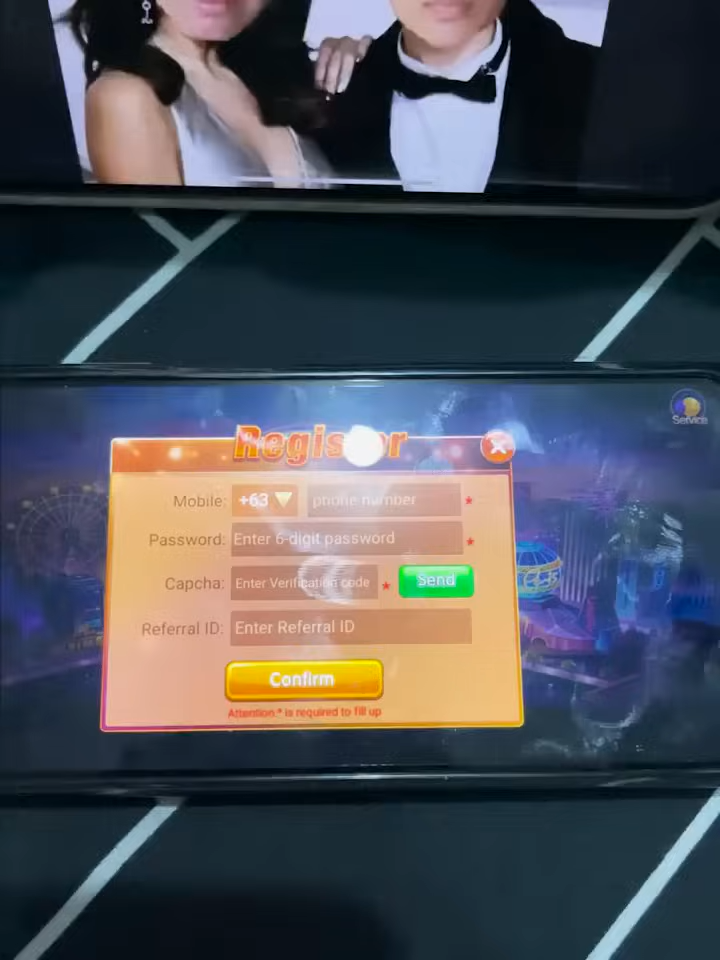 Service
Register
Mobile: +63 phone number *
Password: Enter 6-digit password *
Capcha: Enter Verification code * Send
Referral ID: Enter Referral ID
Confirm
Attention:* is required to fill up